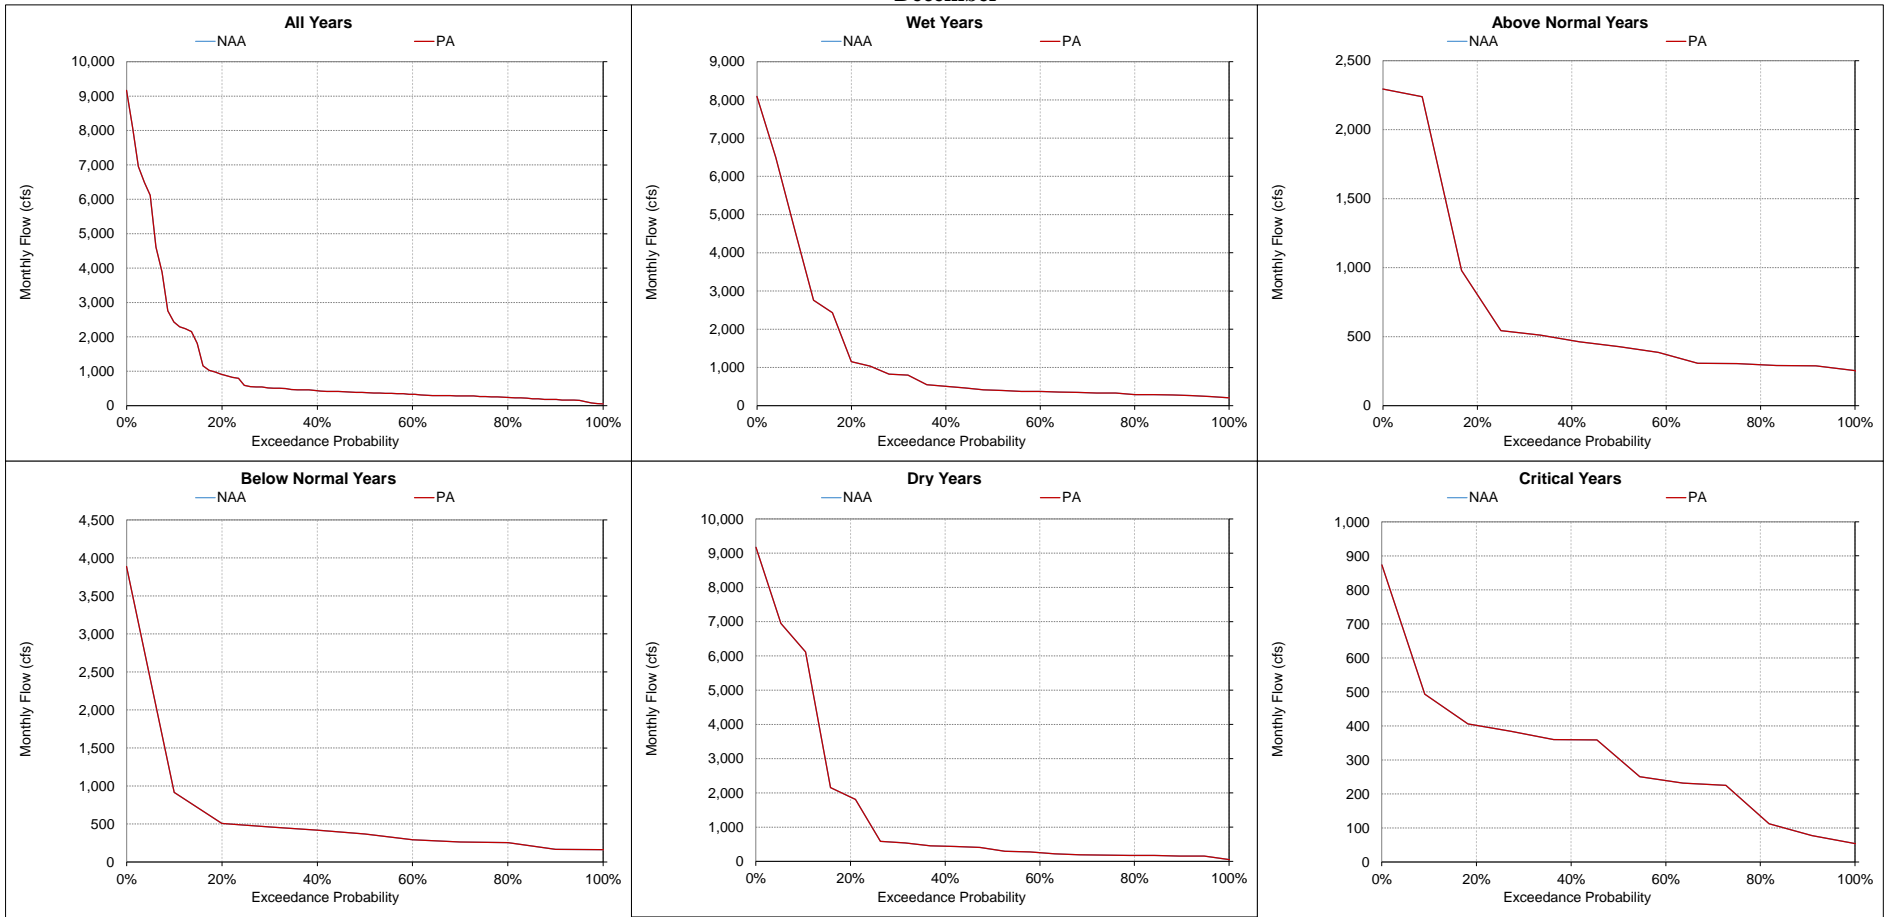 December
All Years
NAA PA
10,000
9,000
8,000
7,000
6,000
5,000
4,000
3,000
2,000
1,000
0
0% 20% 40% 60% 80% 100%
Monthly Flow (cfs)
Exceedance Probability
Wet Years
NAA PA
9,000
8,000
7,000
6,000
5,000
4,000
3,000
2,000
1,000
0
0% 20% 40% 60% 80% 100%
Monthly Flow (cfs)
Exceedance Probability
Above Normal Years
NAA PA
2,500
2,000
1,500
1,000
500
0
0% 20% 40% 60% 80% 100%
Monthly Flow (cfs)
Exceedance Probability
Below Normal Years
NAA PA
4,500
4,000
3,500
3,000
2,500
2,000
1,500
1,000
500
0
0% 20% 40% 60% 80% 100%
Monthly Flow (cfs)
Exceedance Probability
Dry Years
NAA PA
10,000
9,000
8,000
7,000
6,000
5,000
4,000
3,000
2,000
1,000
0
0% 20% 40% 60% 80% 100%
Monthly Flow (cfs)
Exceedance Probability
Critical Years
NAA PA
1,000
900
800
700
600
500
400
300
200
100
0
0% 20% 40% 60% 80% 100%
Monthly Flow (cfs)
Exceedance Probability